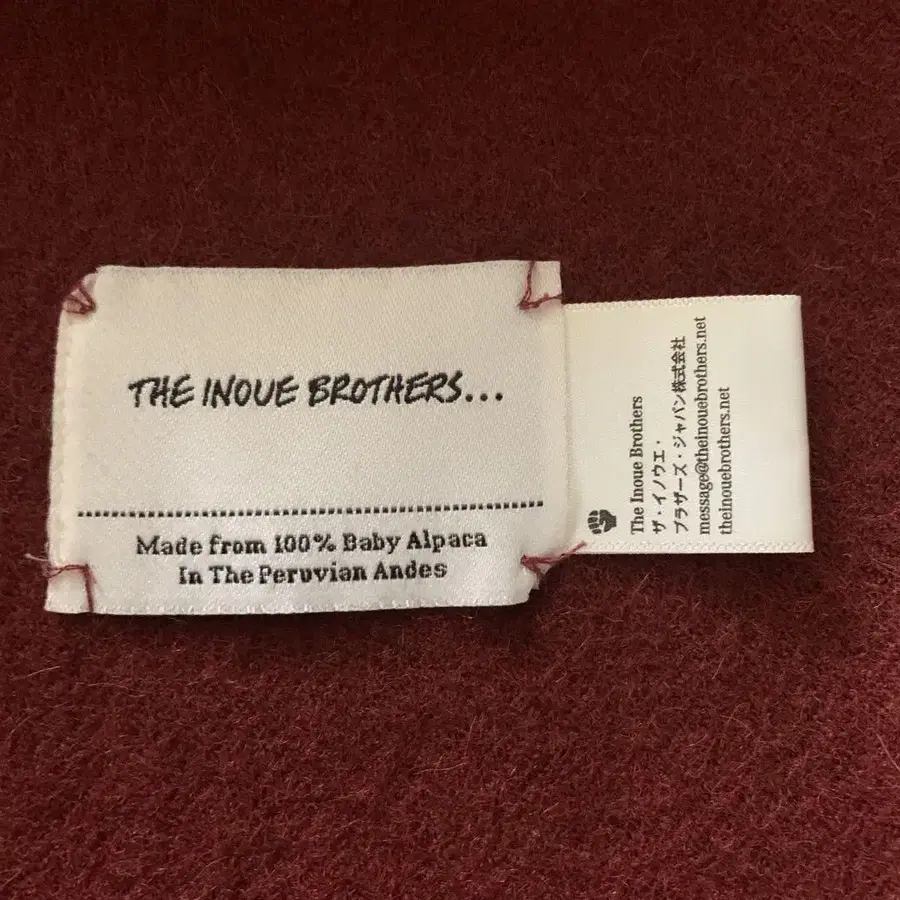 THE INOUE BROTHERS...
Made from 100% Baby Alpaca
In The Peruvian Andes
The Inoue Brothers
ザ・イノウエ・
ブラザーズ・ジャパン株式会社
message@theinouebrothers.net
theinouebrothers.net